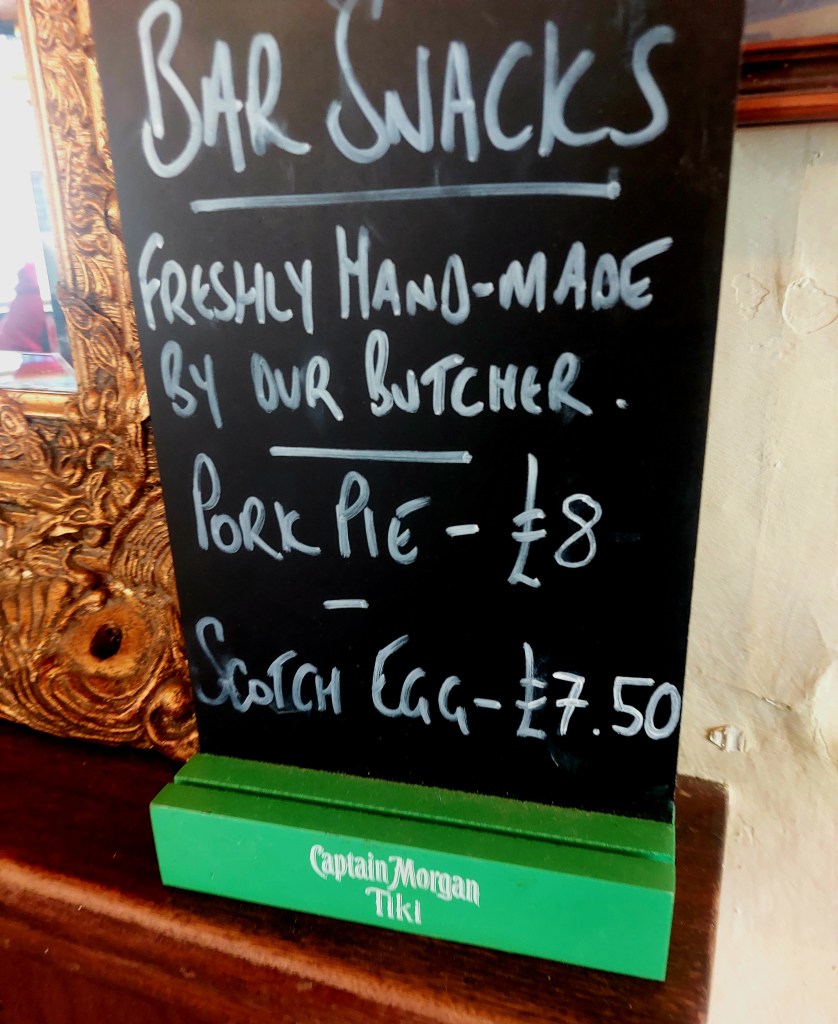 BAR SNACKS
FRESHLY HAND-MADE
BY OUR BUTCHER.
PORK PIE - £8
-
SCOTCH EGG - £7.50
Captain Morgan
Tiki